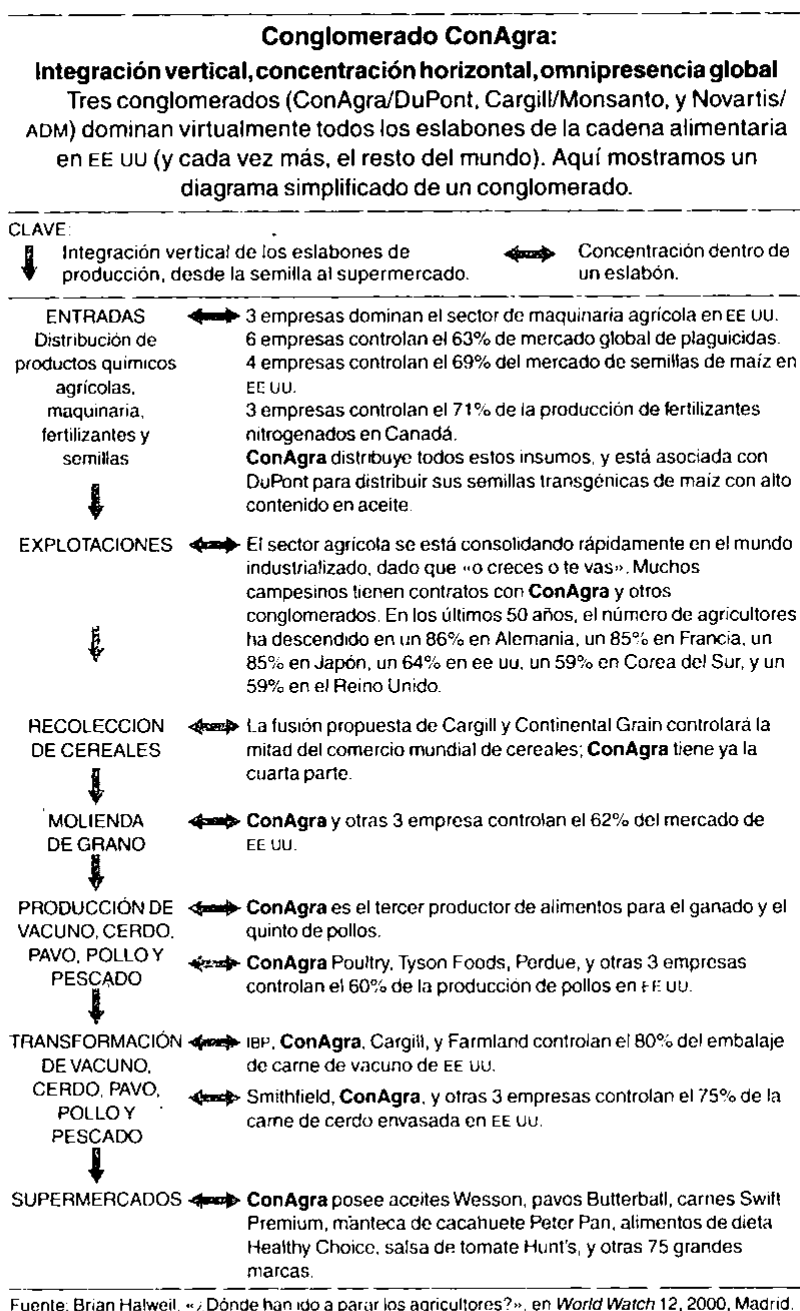 Conglomerado ConAgra:
Integración vertical, concentración horizontal, omnipresencia global
Tres conglomerados (ConAgra/DuPont, Cargill/Monsanto, y Novartis/
ADM) dominan virtualmente todos los eslabones de la cadena alimentaria
en EE UU (y cada vez más, el resto del mundo). Aquí mostramos un
diagrama simplificado de un conglomerado.
CLAVE:
Integración vertical de los eslabones de
producción, desde la semilla al supermercado.
Concentración dentro de
un eslabón.
ENTRADAS
Distribución de
productos químicos
agrícolas,
maquinaria,
fertilizantes y
semillas
3 empresas dominan el sector de maquinaria agrícola en EE UU.
6 empresas controlan el 63% de mercado global de plaguicidas.
4 empresas controlan el 69% del mercado de semillas de maíz en
EE UU.
3 empresas controlan el 71% de la producción de fertilizantes
nitrogenados en Canadá.
ConAgra distribuye todos estos insumos, y está asociada con
DuPont para distribuir sus semillas transgénicas de maíz con alto
contenido en aceite.
EXPLOTACIONES
El sector agrícola se está consolidando rápidamente en el mundo
industrializado, dado que «o creces o te vas». Muchos
campesinos tienen contratos con ConAgra y otros
conglomerados. En los últimos 50 años, el número de agricultores
ha descendido en un 86% en Alemania, un 85% en Francia, un
85% en Japón, un 64% en ee uu, un 59% en Corea del Sur, y un
59% en el Reino Unido.
RECOLECCION
DE CEREALES
La fusión propuesta de Cargill y Continental Grain controlará la
mitad del comercio mundial de cereales; ConAgra tiene ya la
cuarta parte.
MOLIENDA
DE GRANO
ConAgra y otras 3 empresa controlan el 62% del mercado de
EE UU.
PRODUCCIÓN DE
VACUNO, CERDO,
PAVO, POLLO Y
PESCADO
ConAgra es el tercer productor de alimentos para el ganado y el
quinto de pollos.
ConAgra Poultry, Tyson Foods, Perdue, y otras 3 empresas
controlan el 60% de la producción de pollos en EE UU.
TRANSFORMACIÓN
DE VACUNO,
CERDO, PAVO,
POLLO Y
PESCADO
IBP, ConAgra, Cargill, y Farmland controlan el 80% del embalaje
de carne de vacuno de EE UU.
Smithfield, ConAgra, y otras 3 empresas controlan el 75% de la
carne de cerdo envasada en EE UU.
SUPERMERCADOS
ConAgra posee aceites Wesson, pavos Butterball, carnes Swift
Premium, manteca de cacahuete Peter Pan, alimentos de dieta
Healthy Choice, salsa de tomate Hunt's, y otras 75 grandes
marcas.
Fuente: Brian Halweil, «¿Dónde han ido a parar los agricultores?», en World Watch 12, 2000, Madrid.